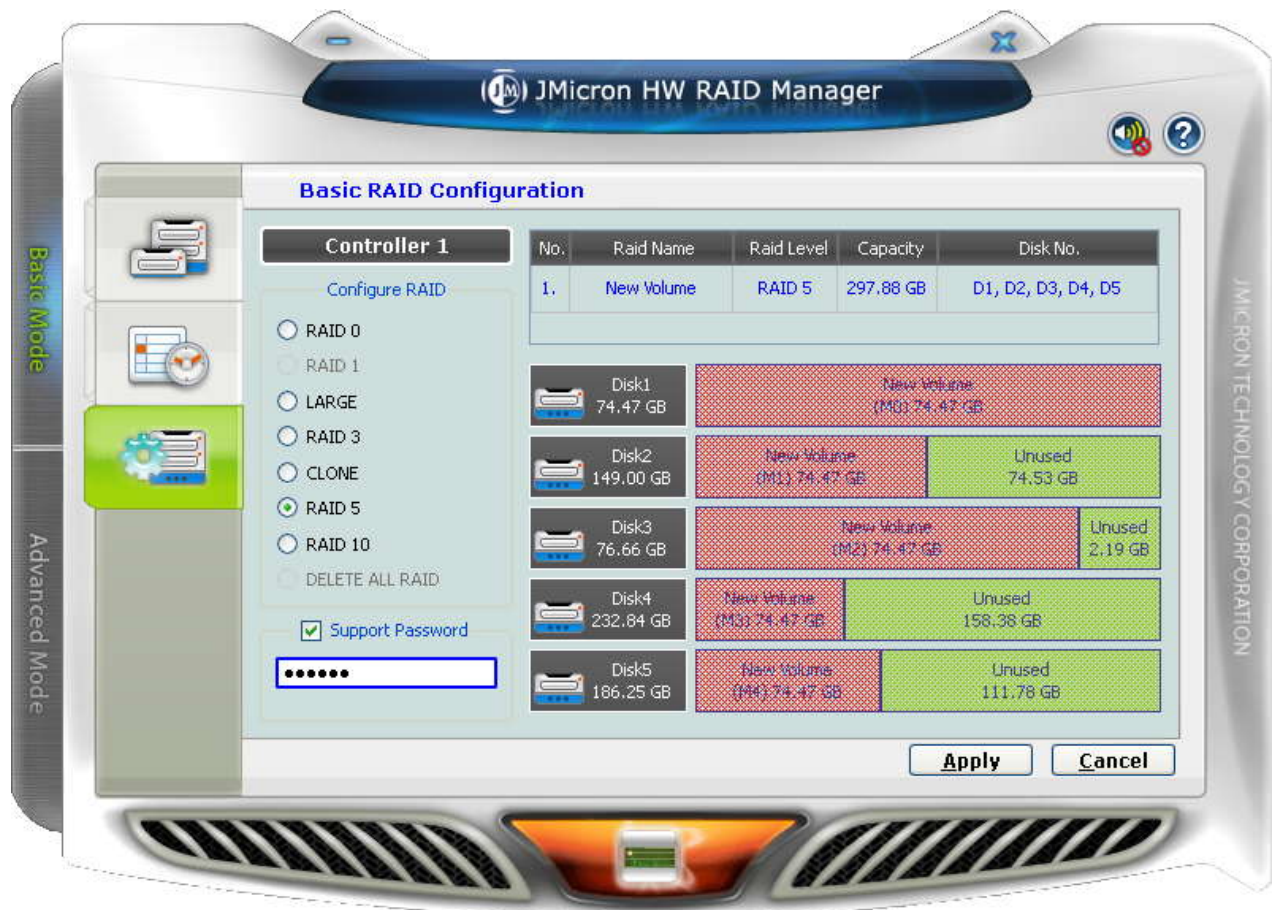 JM JMicron HW RAID Manager
?
Basic Mode
Advanced Mode
JMICRON TECHNOLOGY CORPORATION
Basic RAID Configuration
Controller 1
Configure RAID
RAID 0
RAID 1
LARGE
RAID 3
CLONE
RAID 5
RAID 10
DELETE ALL RAID
Support Password
No. Raid Name Raid Level Capacity Disk No.
1. New Volume RAID 5 297.88 GB D1, D2, D3, D4, D5
Disk1
74.47 GB
New Volume
(M0) 74.47 GB
Disk2
149.00 GB
New Volume
(M1) 74.47 GB
Unused
74.53 GB
Disk3
76.66 GB
New Volume
(M2) 74.47 GB
Unused
2.19 GB
Disk4
232.84 GB
New Volume
(M3) 74.47 GB
Unused
158.38 GB
Disk5
186.25 GB
New Volume
(M4) 74.47 GB
Unused
111.78 GB
Apply
Cancel